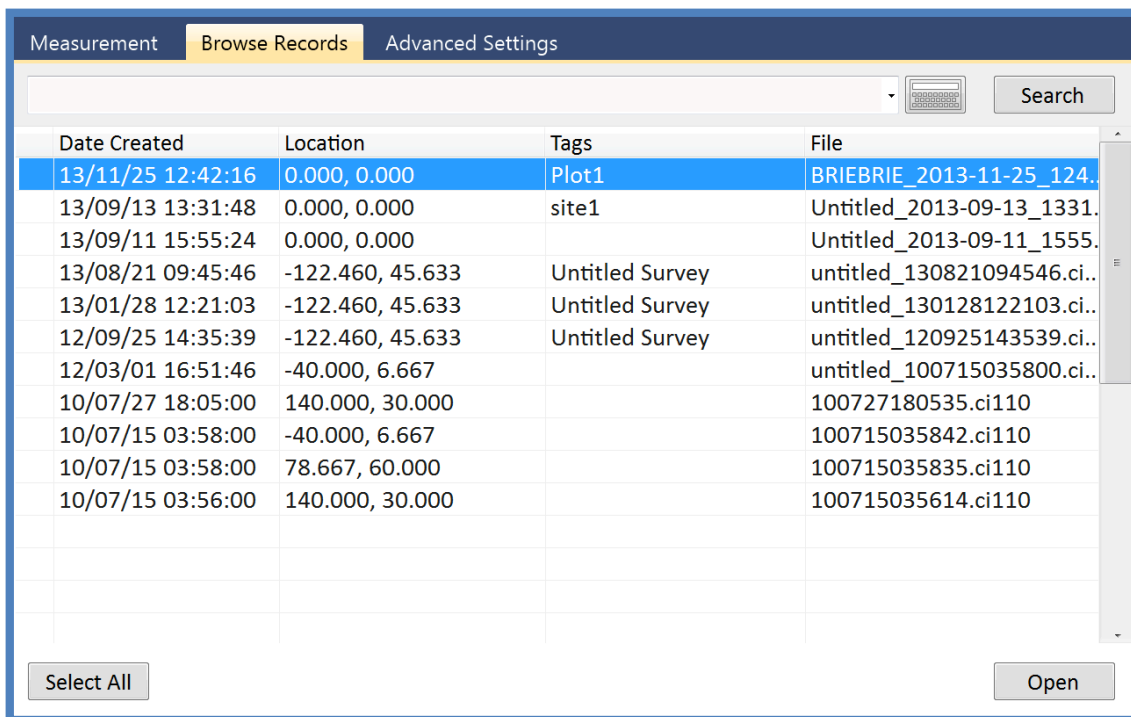 Measurement Browse Records Advanced Settings
Search
Date Created Location Tags File
13/11/25 12:42:16 0.000, 0.000 Plot1 BRIEBRIE_2013-11-25_124..
13/09/13 13:31:48 0.000, 0.000 site1 Untitled_2013-09-13_1331.
13/09/11 15:55:24 0.000, 0.000 Untitled_2013-09-11_1555.
13/08/21 09:45:46 -122.460, 45.633 Untitled Survey untitled_130821094546.ci..
13/01/28 12:21:03 -122.460, 45.633 Untitled Survey untitled_130128122103.ci..
12/09/25 14:35:39 -122.460, 45.633 Untitled Survey untitled_120925143539.ci..
12/03/01 16:51:46 -40.000, 6.667 untitled_100715035800.ci..
10/07/27 18:05:00 140.000, 30.000 100727180535.ci110
10/07/15 03:58:00 -40.000, 6.667 100715035842.ci110
10/07/15 03:58:00 78.667, 60.000 100715035835.ci110
10/07/15 03:56:00 140.000, 30.000 100715035614.ci110
Select All Open